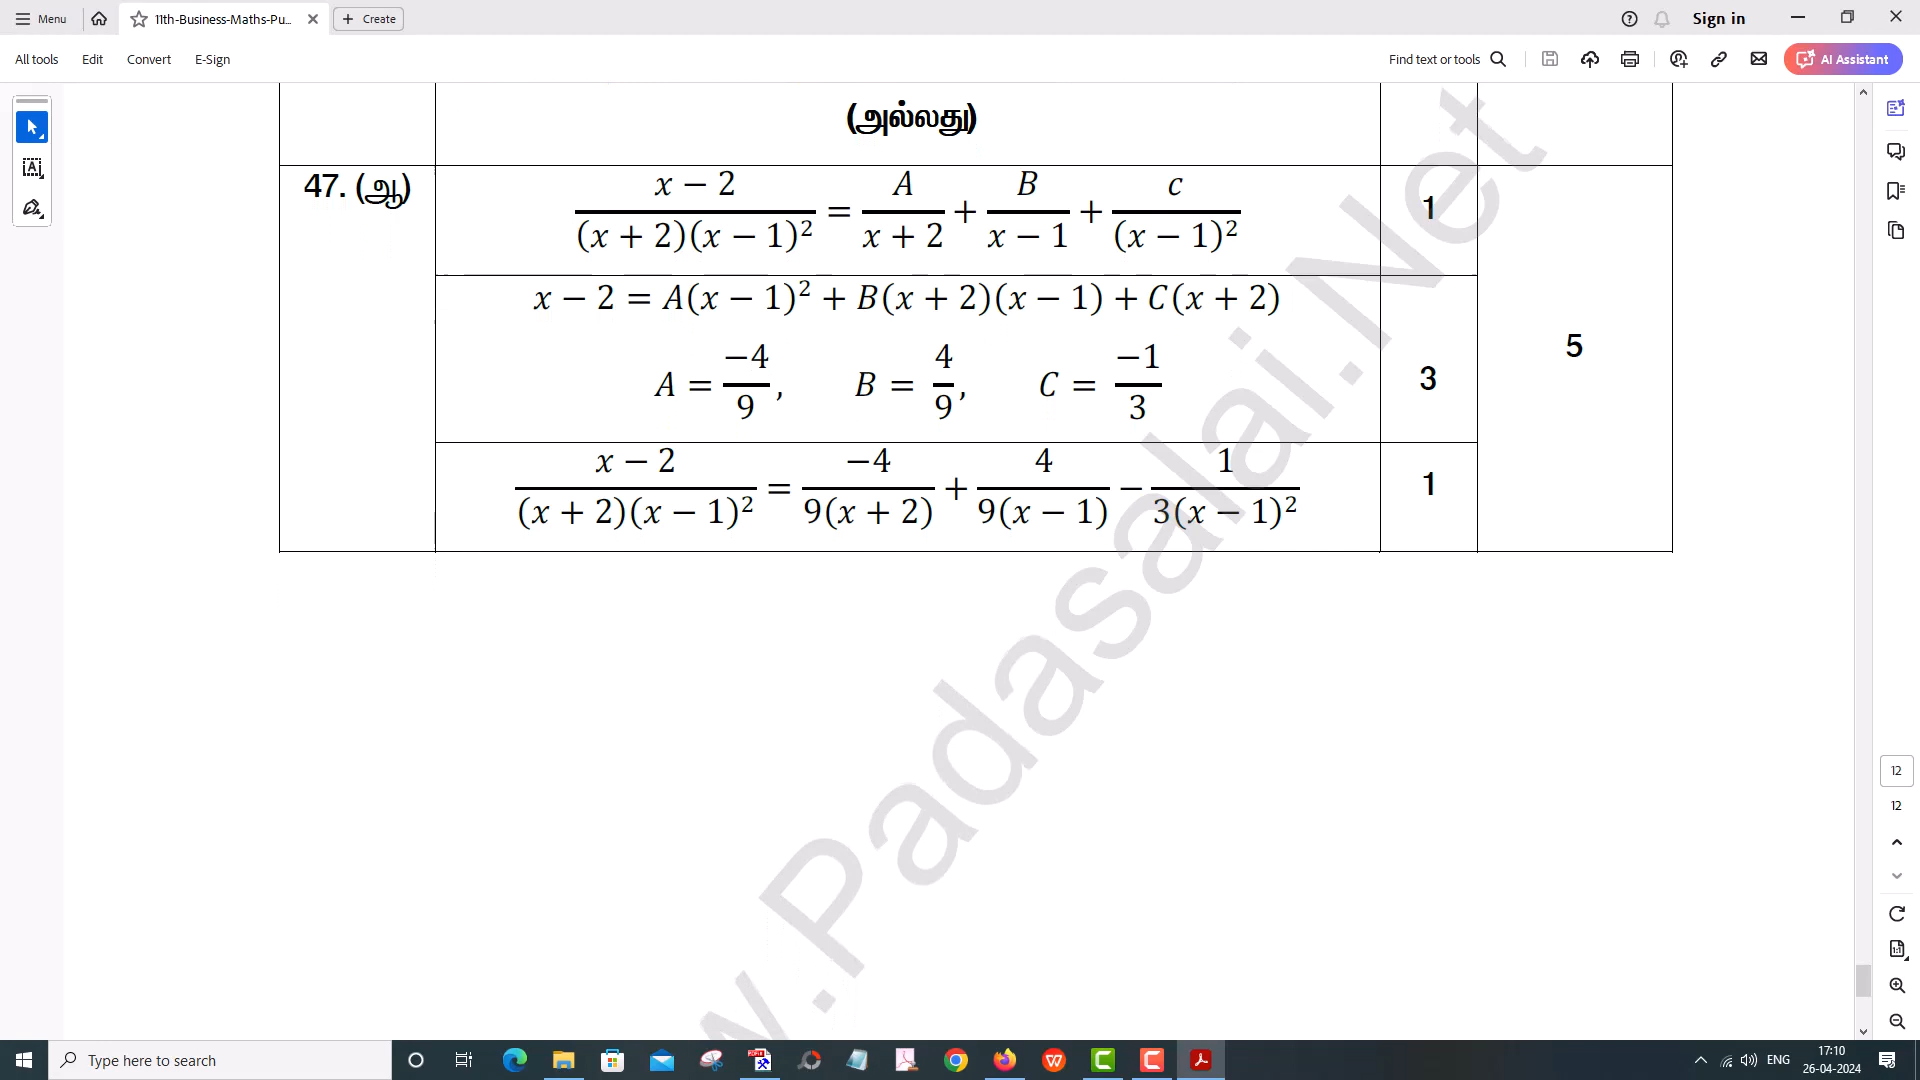 Menu
11th-Business-Maths-Pu...
Create
Sign in
All tools Edit Convert E-Sign
Find text or tools
AI Assistant
(அல்லது)
47. (ஆ)
x − 2 / (x + 2)(x − 1)² = A / x + 2 + B / x − 1 + c / (x − 1)²
1
x − 2 = A(x − 1)² + B(x + 2)(x − 1) + C(x + 2)
A = −4/9, B = 4/9, C = −1/3
3
5
x − 2 / (x + 2)(x − 1)² = −4 / 9(x + 2) + 4 / 9(x − 1) − 1 / 3(x − 1)²
1
w.Padasalai.Net
12
12
Type here to search
ENG
17:10
26-04-2024